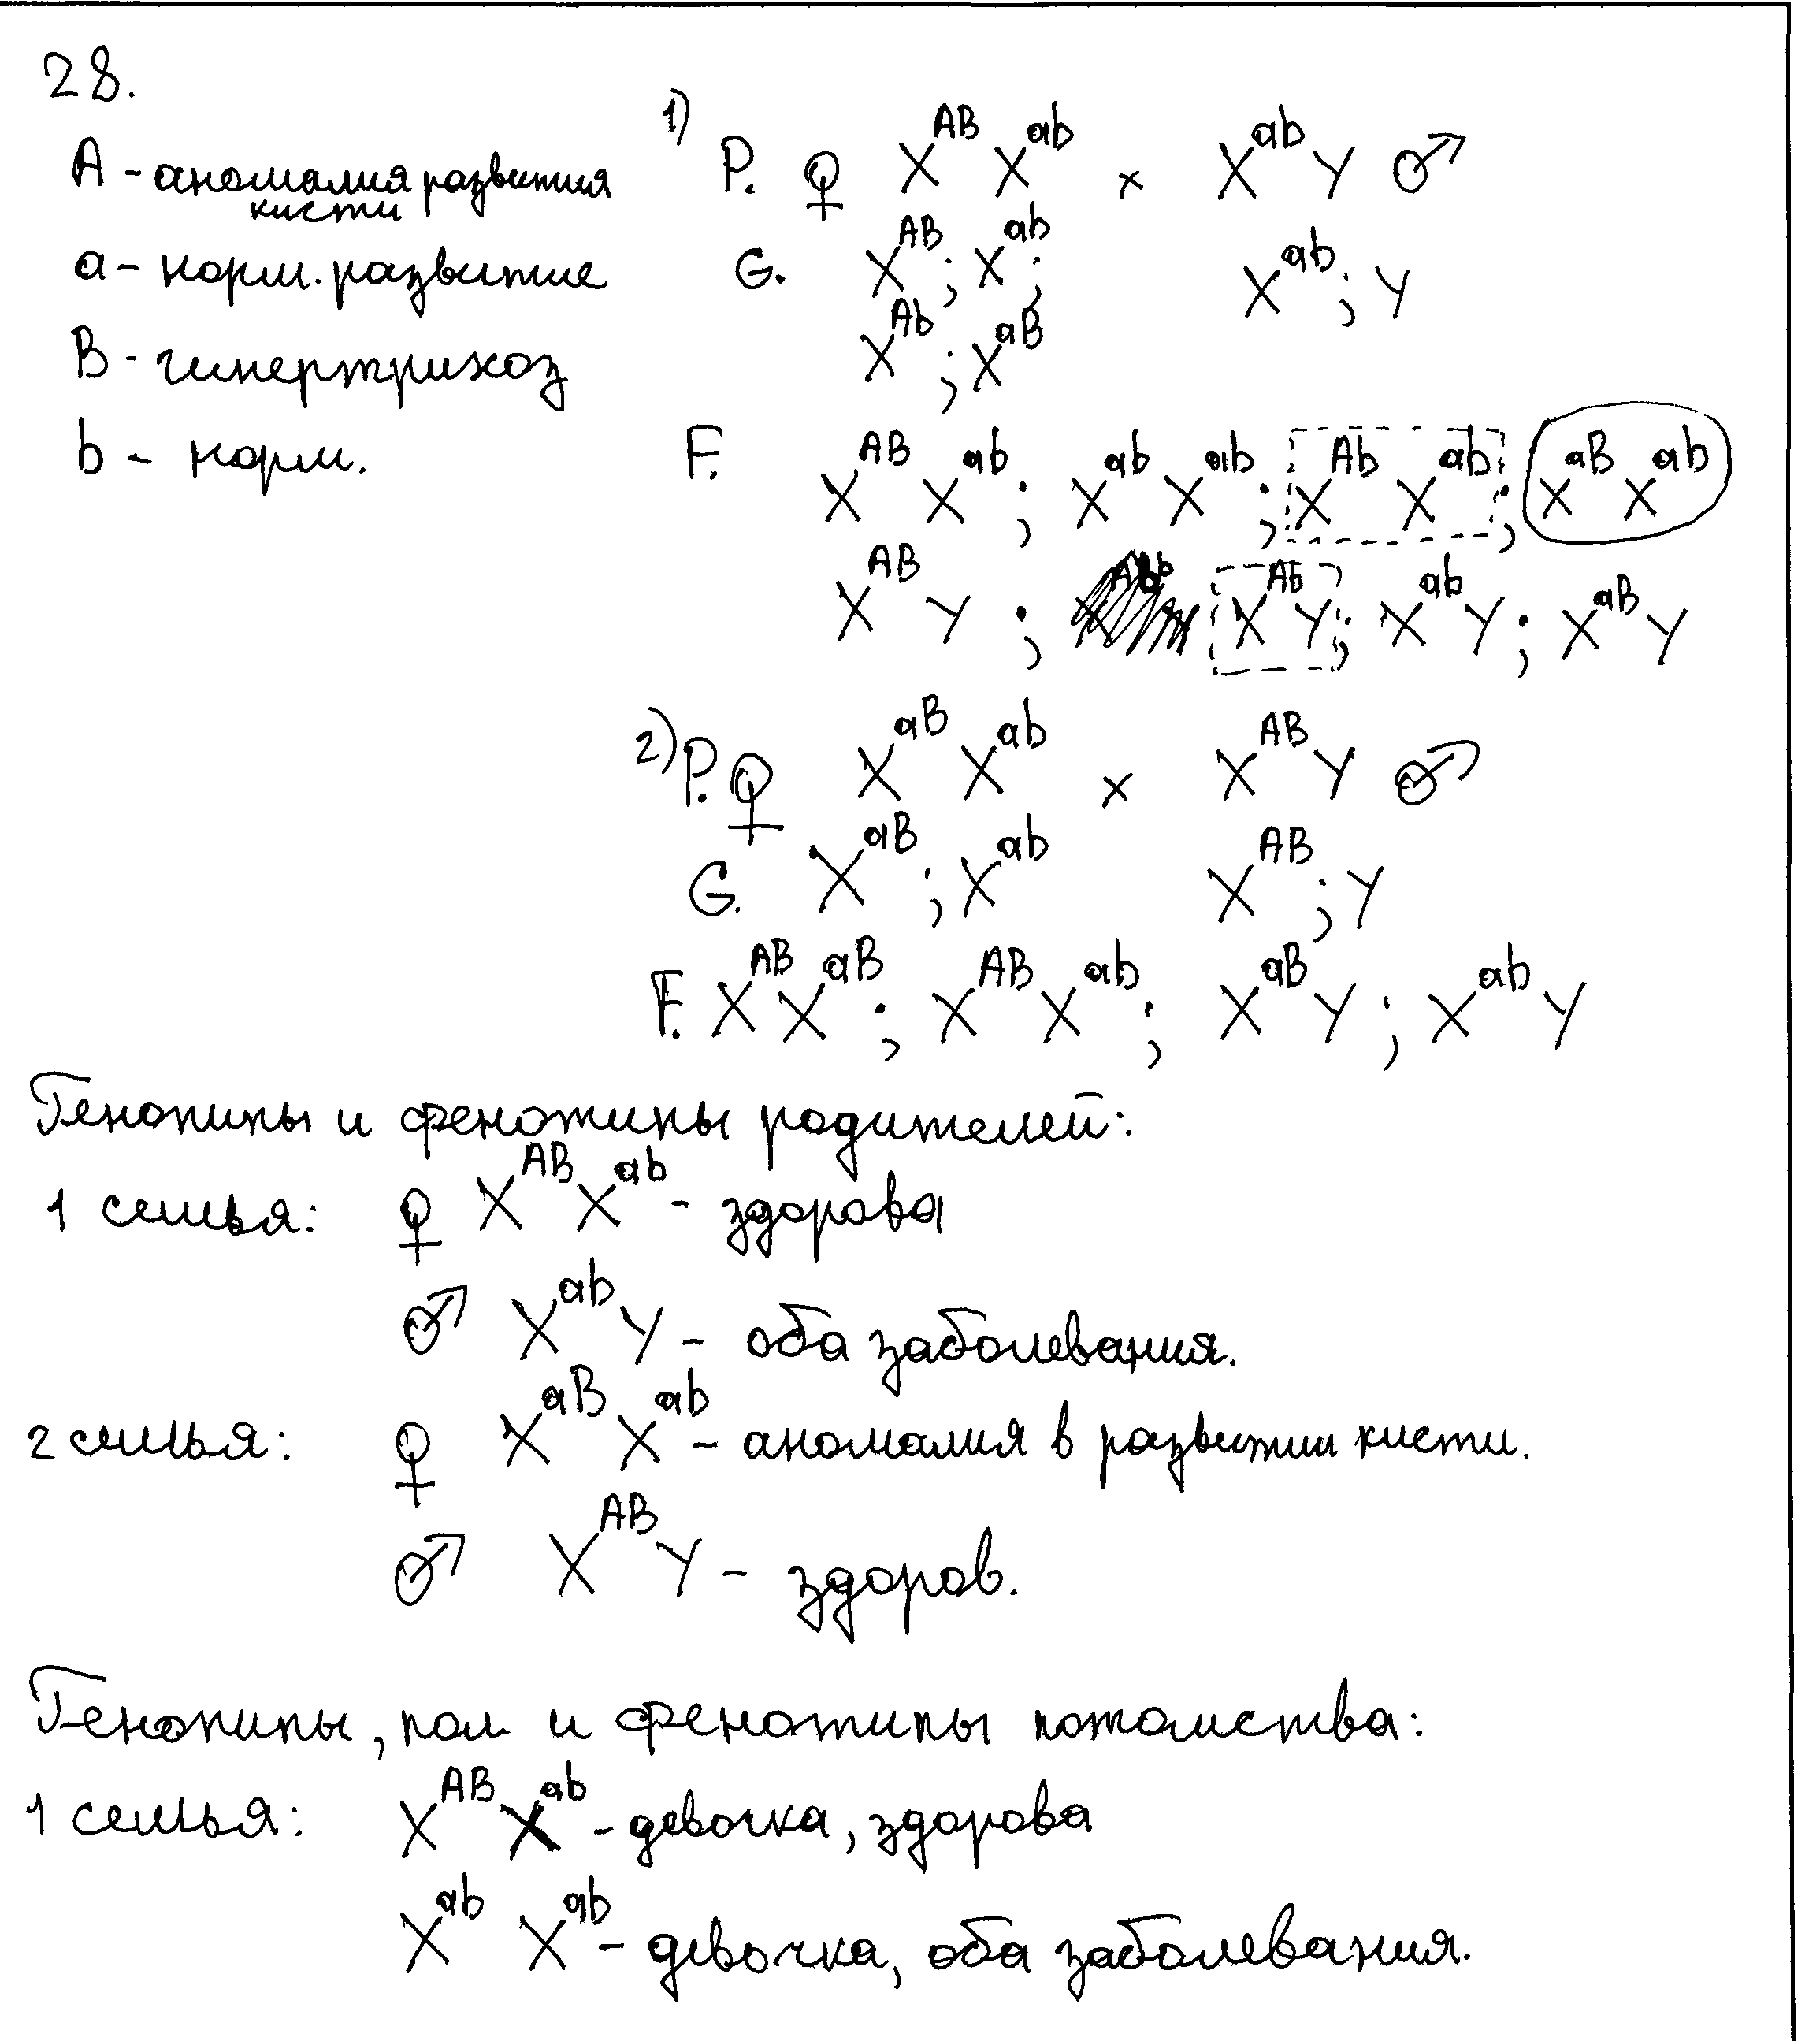 28.
A - аномалия развития кисти
a - норм. развитие
B - гипертрихоз
b - норм.
1) P. ♀ X^AB X^ab × X^ab Y ♂
G. X^AB ; X^ab ; X^ab ; Y
X^Ab ; X^aB
F. X^AB X^ab ; X^ab X^ab ; X^Ab X^ab ; X^aB X^ab
X^AB Y ; X^Ab Y ; X^ab Y ; X^aB Y
2) P. ♀ X^aB X^ab × X^AB Y ♂
G. X^aB ; X^ab X^AB ; Y
F. X^AB X^aB ; X^AB X^ab ; X^aB Y ; X^ab Y
Генотипы и фенотипы родителей:
1 семья: ♀ X^AB X^ab - здорова
♂ X^ab Y - оба заболевания.
2 семья: ♀ X^aB X^ab - аномалия в развитии кисти.
♂ X^AB Y - здоров.
Генотипы, пол и фенотипы потомства:
1 семья: X^AB X^ab - девочка, здорова
X^ab X^ab - девочка, оба заболевания.